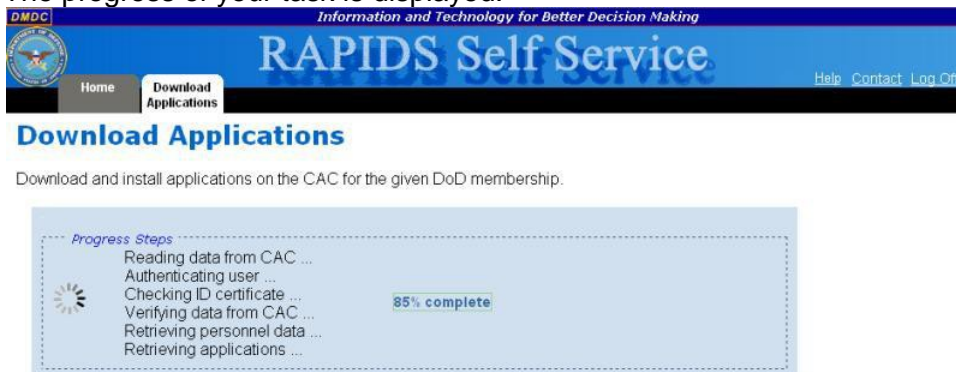 The progress of your task is displayed.
DMDC
Information and Technology for Better Decision Making
RAPIDS Self Service
Home
Download
Applications
Help Contact Log Of
Download Applications
Download and install applications on the CAC for the given DoD membership.
Progress Steps
Reading data from CAC ...
Authenticating user ...
Checking ID certificate ...
Verifying data from CAC ...
Retrieving personnel data ...
Retrieving applications ...
85% complete